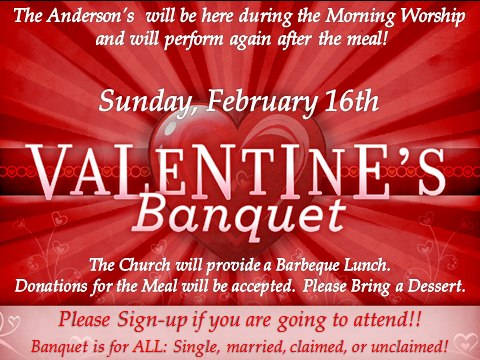 The Anderson´s  will be here during the Morning Worship
and will perform again after the meal!
Sunday, February 16th
VALENTINE'S
Banquet
The Church will provide a Barbeque Lunch.
Donations for the Meal will be accepted.  Please Bring a Dessert.
Please Sign-up if you are going to attend!!
Banquet is for ALL: Single, married, claimed, or unclaimed!